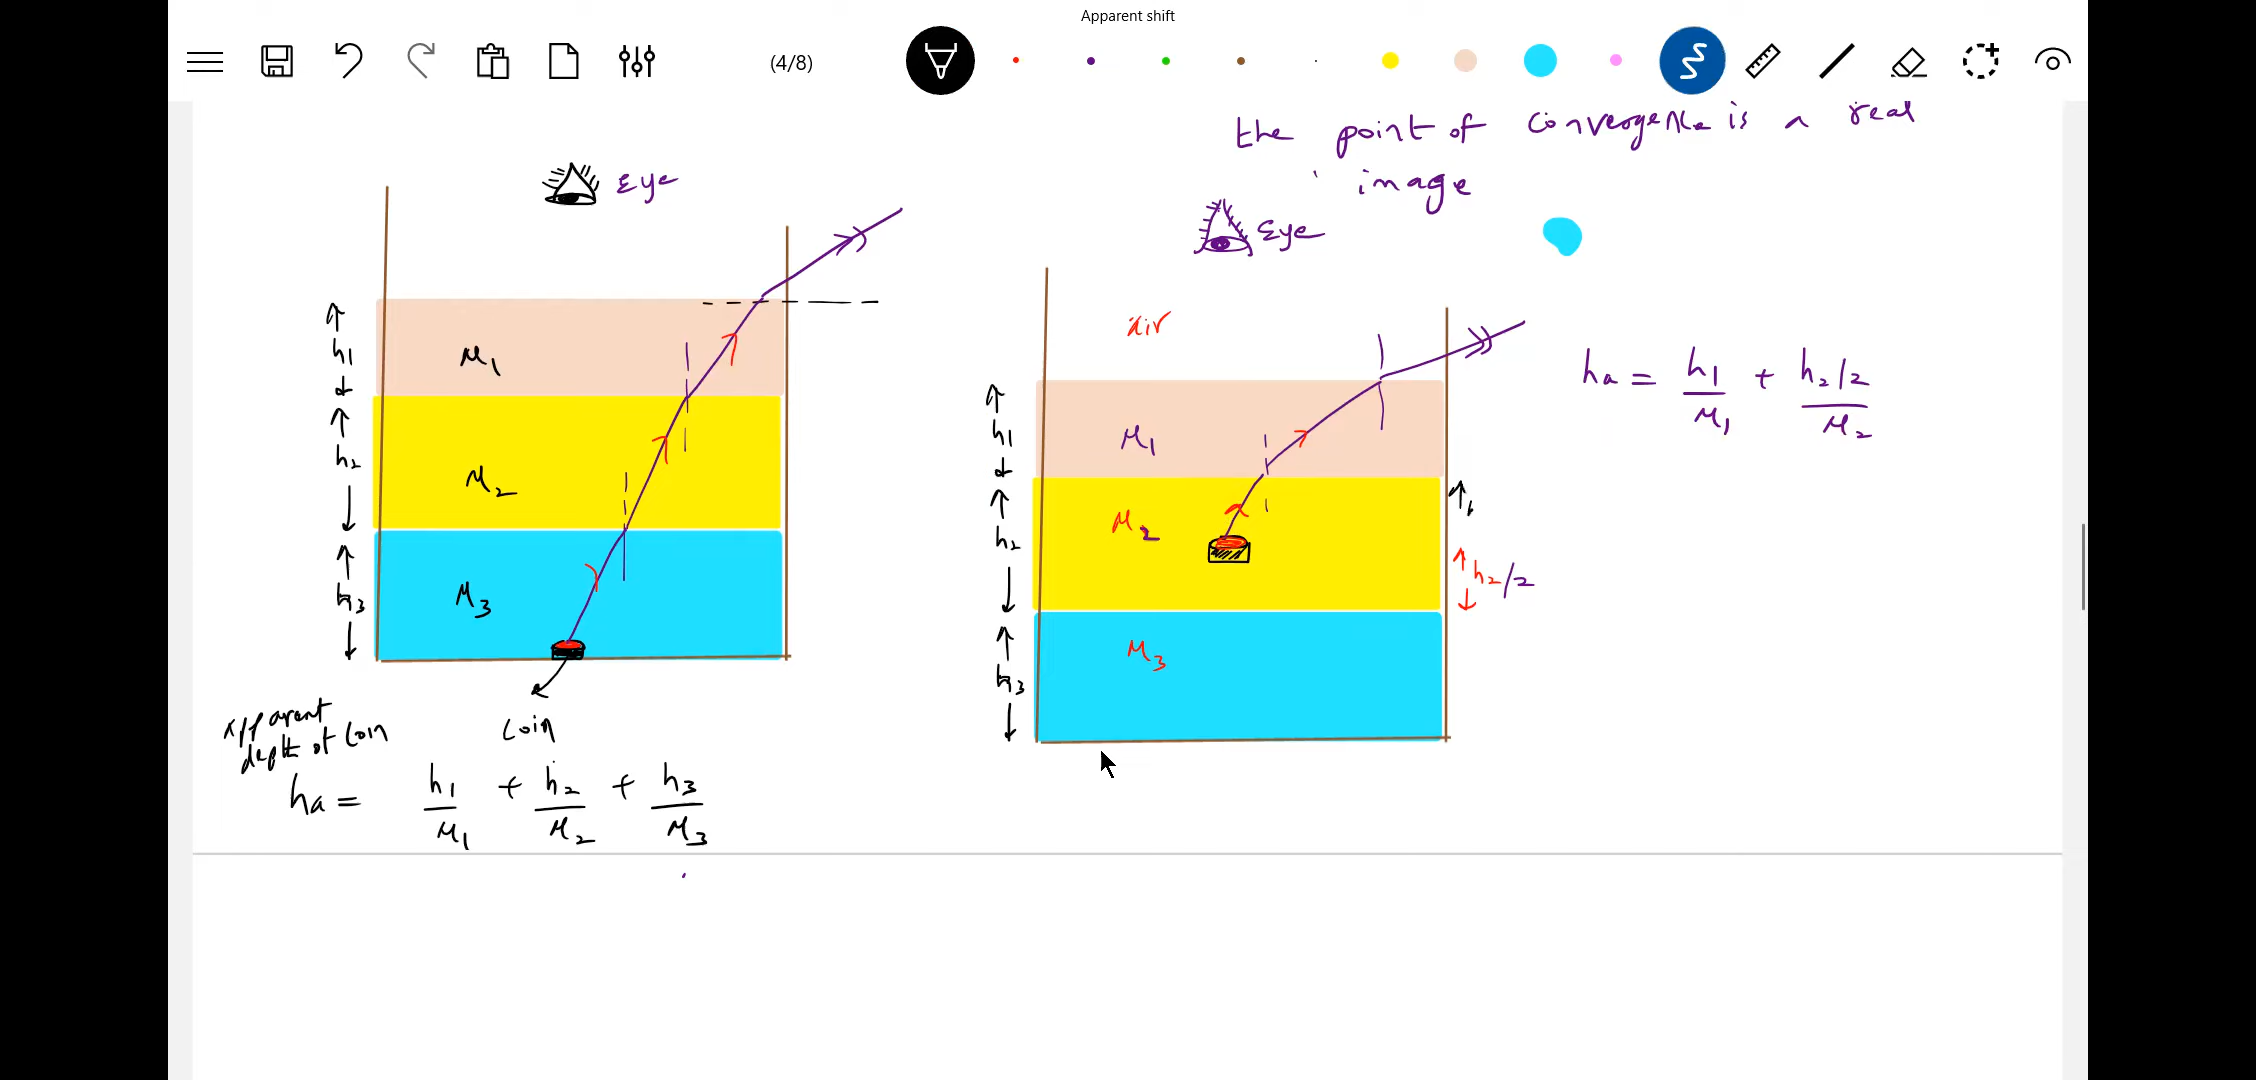 Apparent shift
(4/8)
the point of convergence is a real
image
Eye
h1
μ1
h2
μ2
h3
μ3
apparent
depth of coin
coin
ha = h1/μ1 + h2/μ2 + h3/μ3
Eye
air
h1
μ1
h2
μ2
h2/2
h3
μ3
ha = h1/μ1 + (h2/2)/μ2